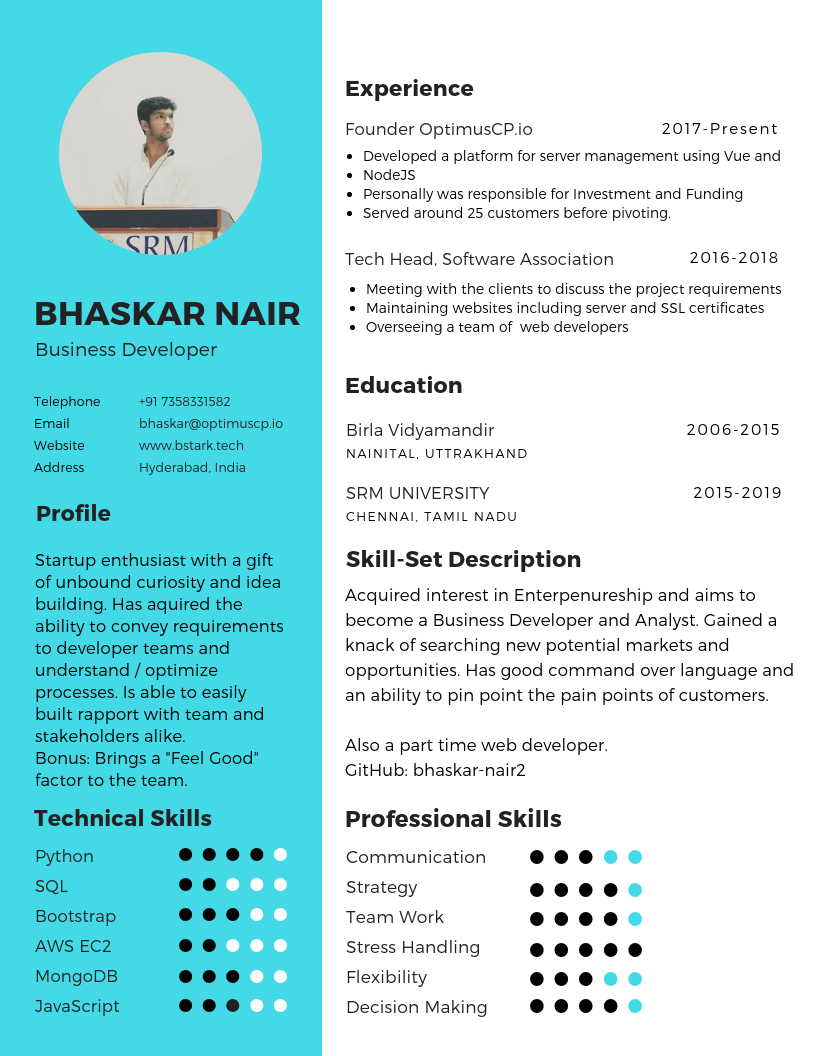 SRM
BHASKAR NAIR
Business Developer
Telephone +91 7358331582
Email bhaskar@optimuscp.io
Website www.bstark.tech
Address Hyderabad, India
Profile
Startup enthusiast with a gift
of unbound curiosity and idea
building. Has aquired the
ability to convey requirements
to developer teams and
understand / optimize
processes. Is able to easily
built rapport with team and
stakeholders alike.
Bonus: Brings a "Feel Good"
factor to the team.
Technical Skills
Python
SQL
Bootstrap
AWS EC2
MongoDB
JavaScript
Experience
Founder OptimusCP.io 2017-Present
• Developed a platform for server management using Vue and
• NodeJS
• Personally was responsible for Investment and Funding
• Served around 25 customers before pivoting.
Tech Head, Software Association 2016-2018
• Meeting with the clients to discuss the project requirements
• Maintaining websites including server and SSL certificates
• Overseeing a team of  web developers
Education
Birla Vidyamandir 2006-2015
NAINITAL, UTTRAKHAND
SRM UNIVERSITY 2015-2019
CHENNAI, TAMIL NADU
Skill-Set Description
Acquired interest in Enterpenureship and aims to
become a Business Developer and Analyst. Gained a
knack of searching new potential markets and
opportunities. Has good command over language and
an ability to pin point the pain points of customers.
Also a part time web developer.
GitHub: bhaskar-nair2
Professional Skills
Communication
Strategy
Team Work
Stress Handling
Flexibility
Decision Making